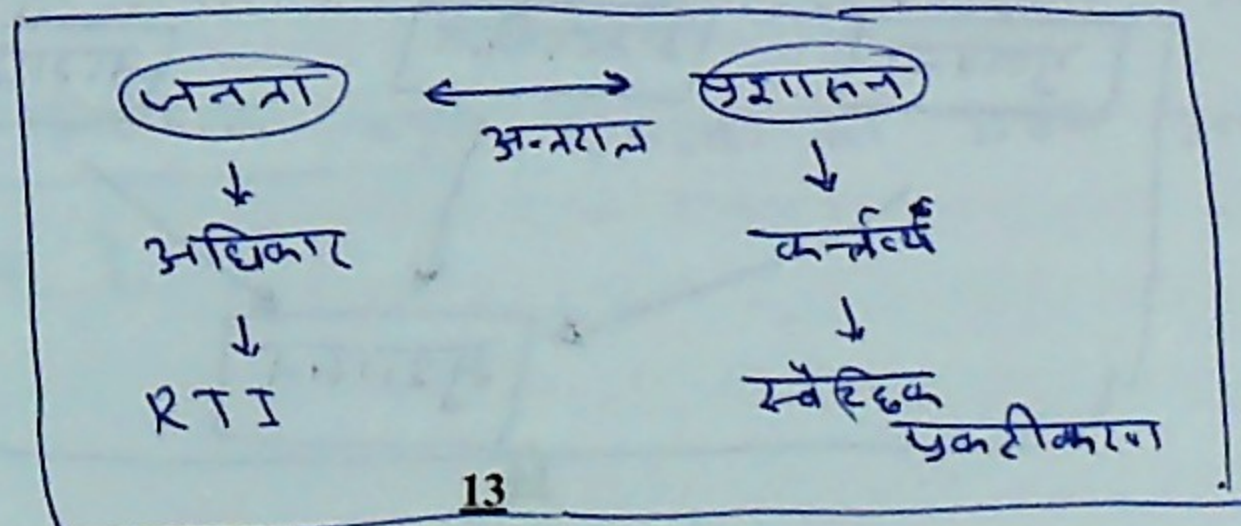 जनता ↔ प्रशासन
अन्तराल
↓ ↓
अधिकार कर्त्तव्य
↓ ↓
RTI स्वैच्छिक
प्रकटीकरण
13